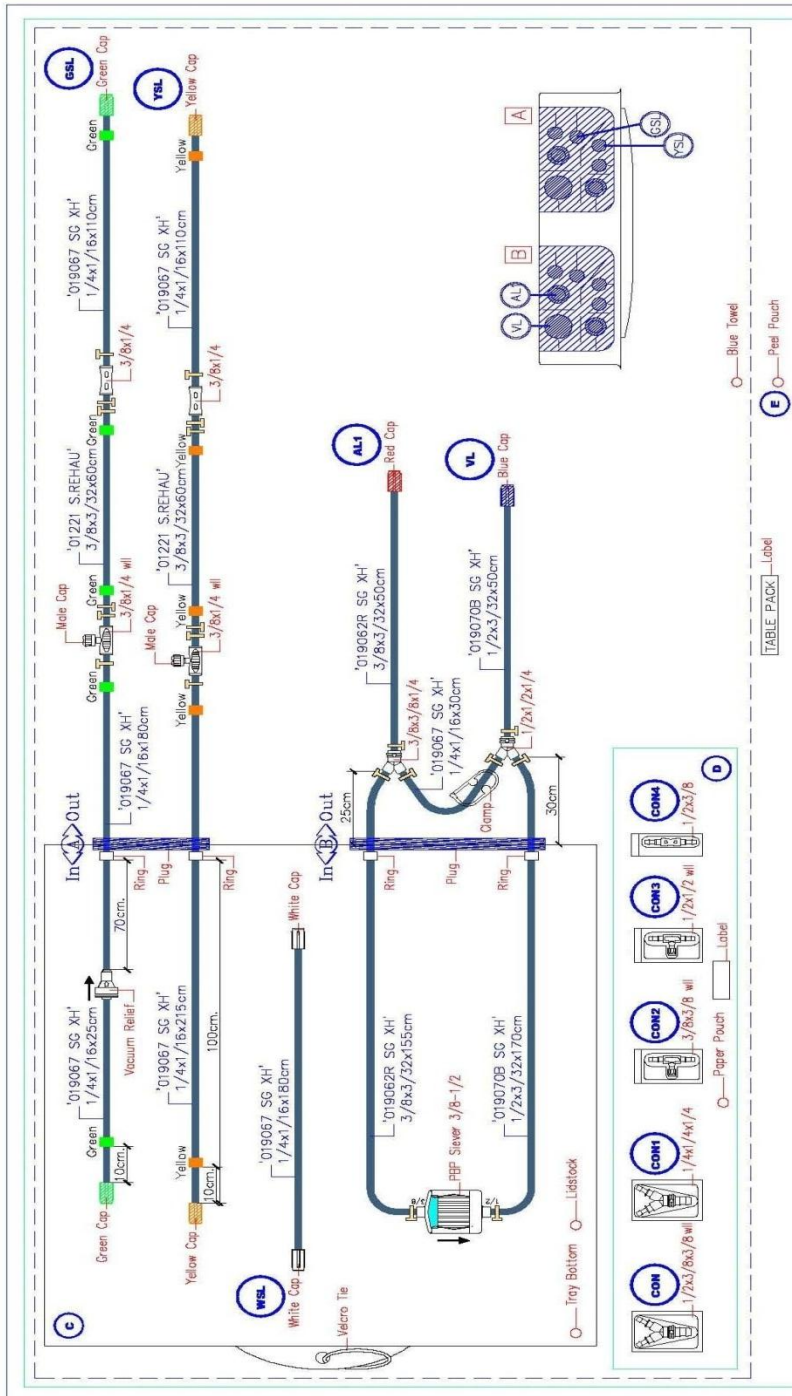 GSL
Green Cap
Green
'019067 SG XH'
1/4x1/16x110cm
3/8x1/4
Green
'01221 S.REHAU'
3/8x3/32x60cm
Male Cap
Green
3/8x1/4 wll
Green
'019067 SG XH'
1/4x1/16x180cm
In A Out
Ring
Plug
70cm.
Vacuum Relief
'019067 SG XH'
1/4x1/16x25cm
Green
10cm.
Green Cap
YSL
Yellow Cap
Yellow
'019067 SG XH'
1/4x1/16x110cm
3/8x1/4
Yellow
'01221 S.REHAU'
3/8x3/32x60cm
Male Cap
Yellow
3/8x1/4 wll
Yellow
Ring
'019067 SG XH'
1/4x1/16x215cm
100cm.
Yellow
10cm.
Yellow Cap
C
WSL
White Cap
'019067 SG XH'
1/4x1/16x180cm
White Cap
Velcro Tie
AL1
Red Cap
'019062R SG XH'
3/8x3/32x50cm
3/8x3/8x1/4
'019067 SG XH'
1/4x1/16x30cm
25cm
In B Out
Ring
Plug
Clamp
'019062R SG XH'
3/8x3/32x155cm
PBP Siever 3/8-1/2
3/8
1/2
VL
Blue Cap
'019070B SG XH'
1/2x3/32x50cm
1/2x1/2x1/4
30cm
Ring
'019070B SG XH'
1/2x3/32x170cm
Tray Bottom
Lidstock
A
B
GSL
YSL
AL
VL
D
CON
1/2x3/8x3/8 wll
CON1
1/4x1/4x1/4
CON2
3/8x3/8 wll
CON3
1/2x1/2 wll
CON4
1/2x3/8
Paper Pouch
Label
TABLE PACK
Label
Blue Towel
E
Peel Pouch